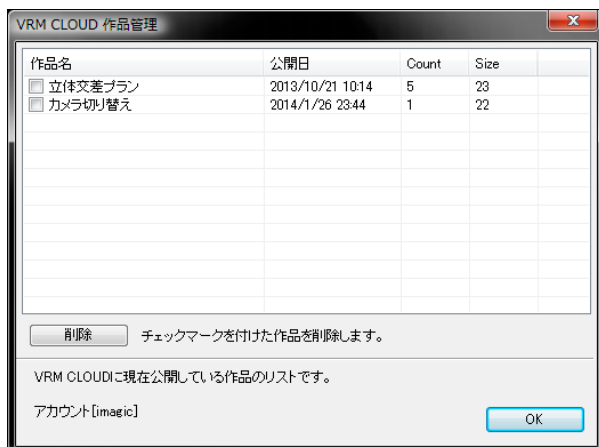 VRM CLOUD 作品管理
作品名 公開日 Count Size
立体交差プラン 2013/10/21 10:14 5 23
カメラ切り替え 2014/1/26 23:44 1 22
削除 チェックマークを付けた作品を削除します。
VRM CLOUDに現在公開している作品のリストです。
アカウント[imagic]
OK